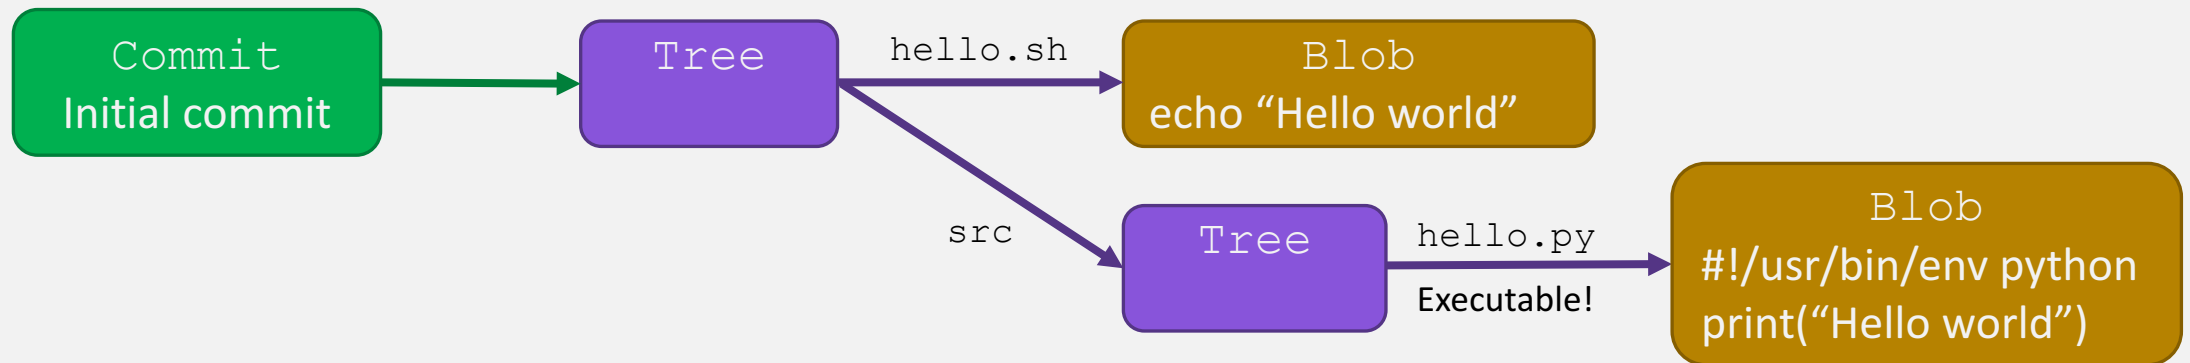 Commit
Initial commit
Tree
hello.sh
Blob
echo “Hello world”
src
Tree
hello.py
Executable!
Blob
#!/usr/bin/env python
print(“Hello world”)